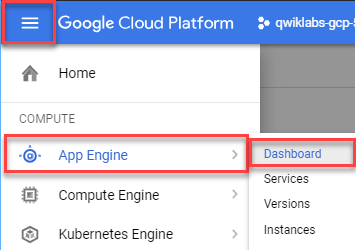 Google Cloud Platform
qwiklabs-gcp-
Home
COMPUTE
App Engine
Dashboard
Services
Compute Engine
Versions
Kubernetes Engine
Instances